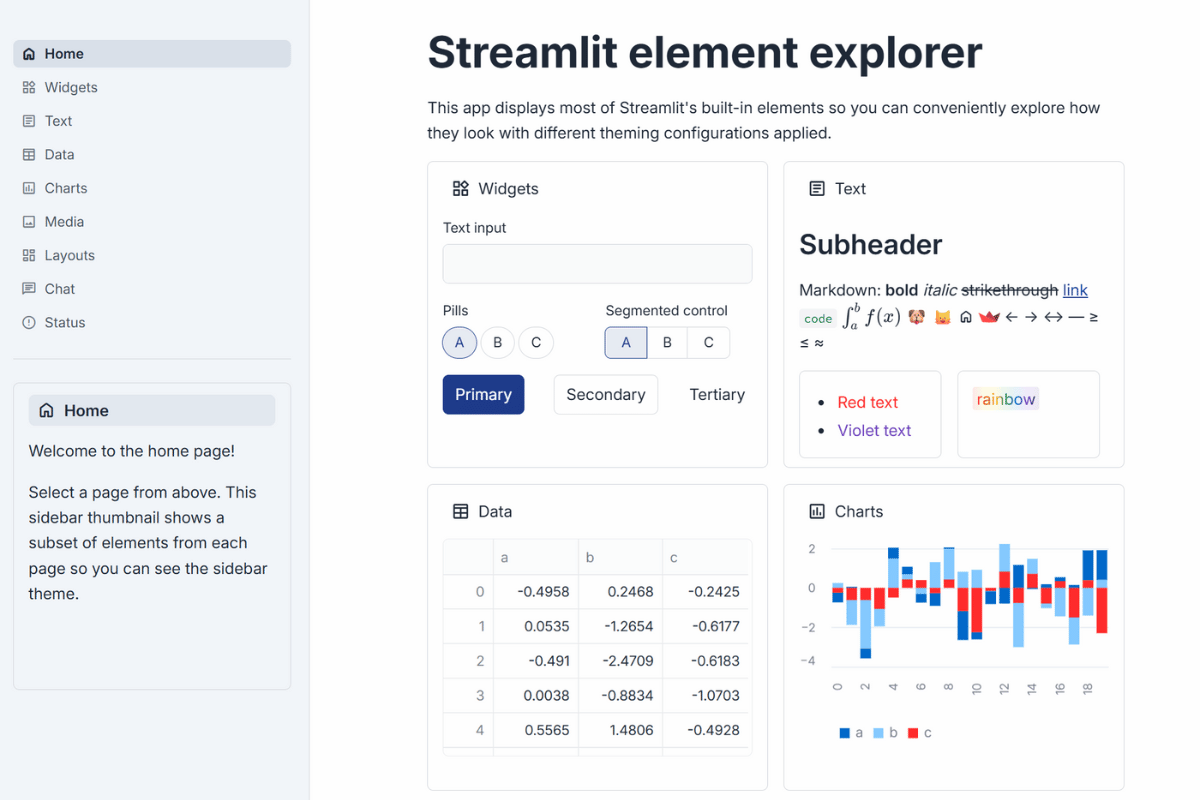 Home
Widgets
Text
Data
Charts
Media
Layouts
Chat
Status
Home
Welcome to the home page!
Select a page from above. This
sidebar thumbnail shows a
subset of elements from each
page so you can see the sidebar
theme.
Streamlit element explorer
This app displays most of Streamlit's built-in elements so you can conveniently explore how
they look with different theming configurations applied.
Widgets
Text input
Pills
A B C
Segmented control
A B C
Primary Secondary Tertiary
Text
Subheader
Markdown: bold italic strikethrough link
code ∫ₐᵇ f(x) 🐶 😺 ← → ↔ — ≥
≤ ≈
Red text
Violet text
rainbow
Data
a b c
0 -0.4958 0.2468 -0.2425
1 0.0535 -1.2654 -0.6177
2 -0.491 -2.4709 -0.6183
3 0.0038 -0.8834 -1.0703
4 0.5565 1.4806 -0.4928
Charts
2
0
−2
−4
0 2 4 6 8 10 12 14 16 18
a b c